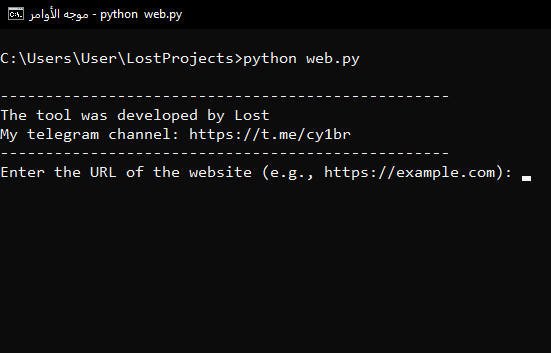 موجه الأوامر - python  web.py
C:\Users\User\LostProjects>python web.py
-------------------------------------------------
The tool was developed by Lost
My telegram channel: https://t.me/cy1br
-------------------------------------------------
Enter the URL of the website (e.g., https://example.com):